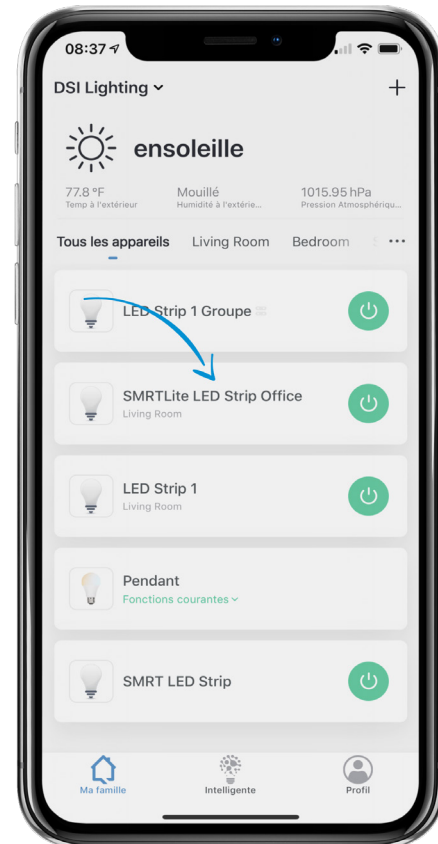 08:37
DSI Lighting
ensoleille
77.8 °F Mouillé 1015.95 hPa
Temp à l'extérieur Humidité à l'extérie... Pression Atmosphériqu...
Tous les appareils Living Room Bedroom ...
LED Strip 1 Groupe
SMRTLite LED Strip Office
Living Room
LED Strip 1
Living Room
Pendant
Fonctions courantes
SMRT LED Strip
Ma famille Intelligente Profil